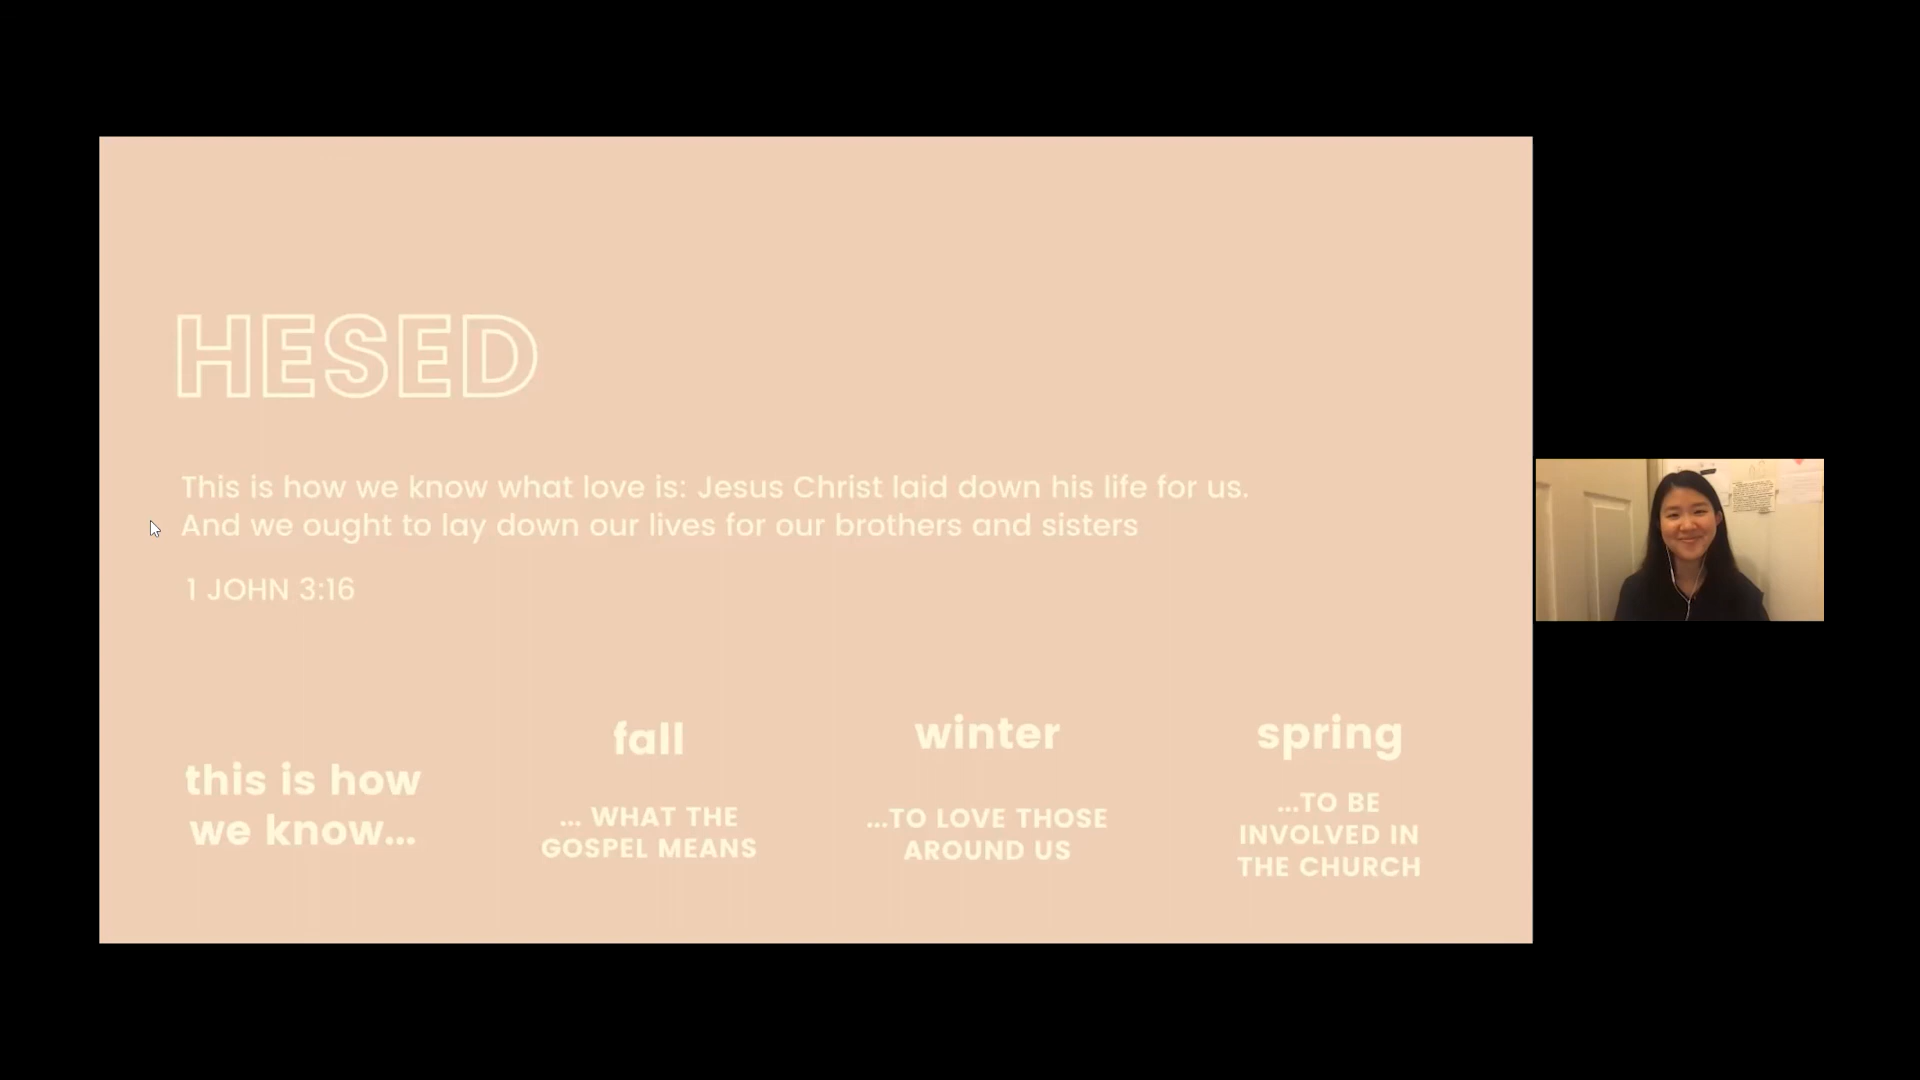 HESED
This is how we know what love is: Jesus Christ laid down his life for us.
And we ought to lay down our lives for our brothers and sisters
1 JOHN 3:16
this is how
we know...
fall
... WHAT THE
GOSPEL MEANS
winter
...TO LOVE THOSE
AROUND US
spring
...TO BE
INVOLVED IN
THE CHURCH